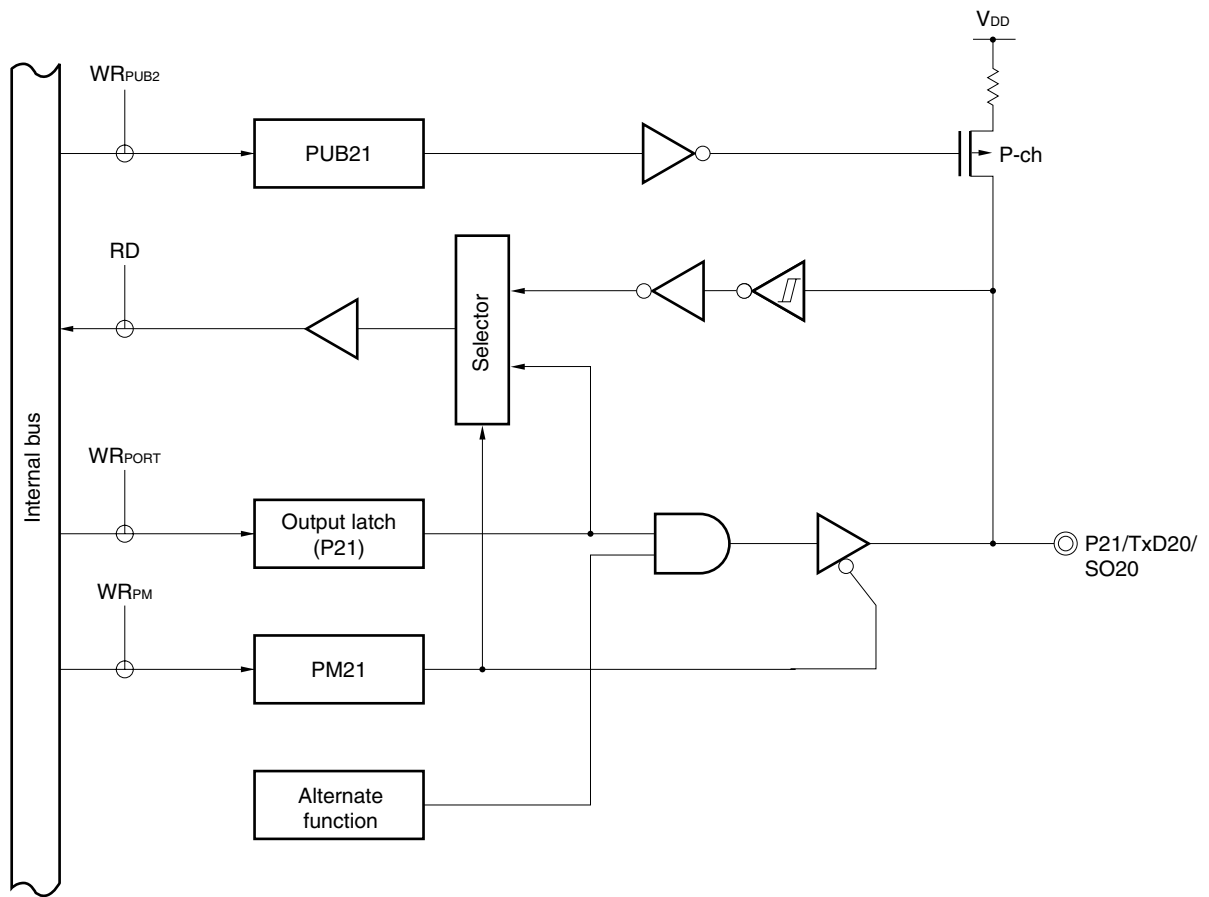 VDD
WRPUB2
PUB21
P-ch
RD
Selector
Internal bus
WRPORT
Output latch
(P21)
P21/TxD20/
SO20
WRPM
PM21
Alternate
function